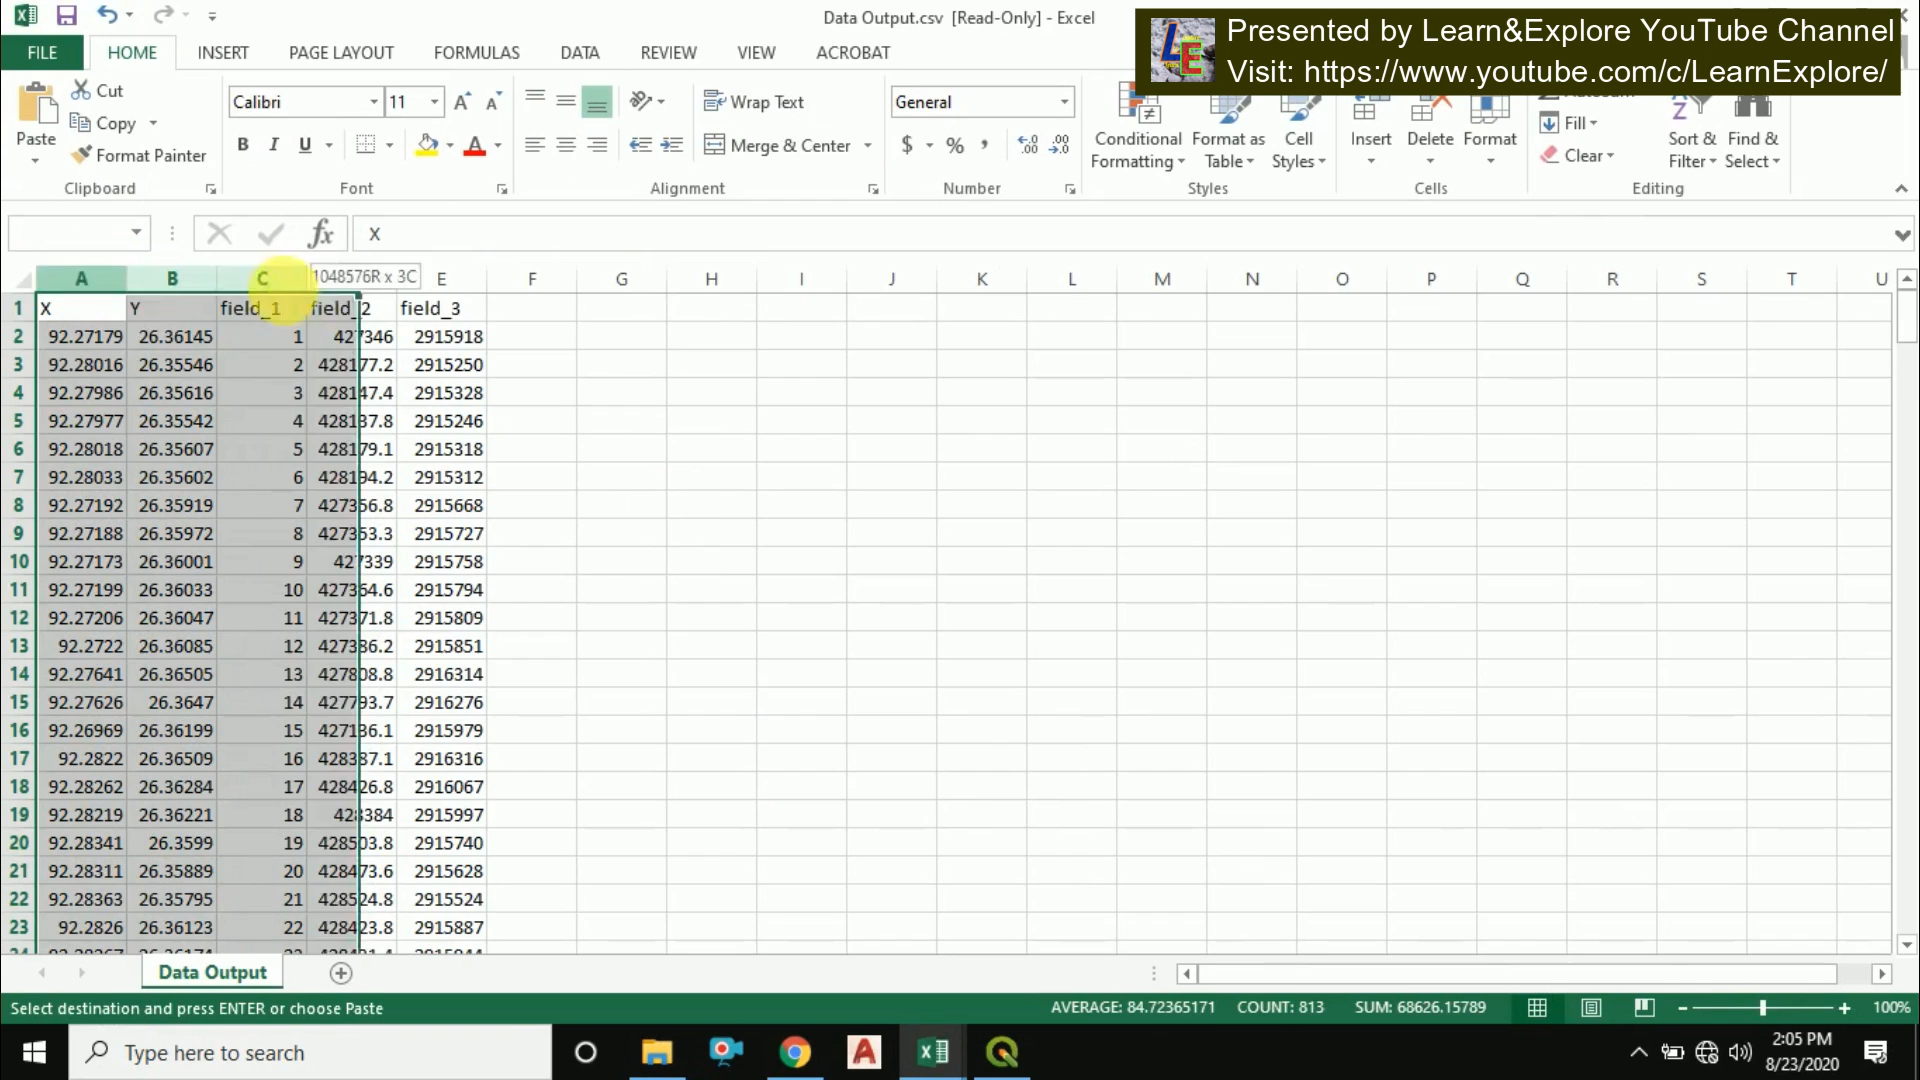 Data Output.csv [Read-Only] - Excel
Presented by Learn&Explore YouTube Channel
Visit: https://www.youtube.com/c/LearnExplore/
FILE HOME INSERT PAGE LAYOUT FORMULAS DATA REVIEW VIEW ACROBAT
Paste
Cut
Copy
Format Painter
Clipboard
Calibri 11
B I U A
Font
Wrap Text
Merge & Center
Alignment
General
$ % ,
Number
Conditional Formatting
Format as Table
Cell Styles
Styles
Insert Delete Format
Cells
Fill
Clear
Sort & Filter
Find & Select
Editing
fx X
1048576R x 3C
A B C E F G H I J K L M N O P Q R S T U
1 X Y field_1 field_2 field_3
2 92.27179 26.36145 1 427346 2915918
3 92.28016 26.35546 2 428177.2 2915250
4 92.27986 26.35616 3 428147.4 2915328
5 92.27977 26.35542 4 428137.8 2915246
6 92.28018 26.35607 5 428179.1 2915318
7 92.28033 26.35602 6 428194.2 2915312
8 92.27192 26.35919 7 427356.8 2915668
9 92.27188 26.35972 8 427353.3 2915727
10 92.27173 26.36001 9 427339 2915758
11 92.27199 26.36033 10 427364.6 2915794
12 92.27206 26.36047 11 427371.8 2915809
13 92.2722 26.36085 12 427386.2 2915851
14 92.27641 26.36505 13 427808.8 2916314
15 92.27626 26.3647 14 427793.7 2916276
16 92.26969 26.36199 15 427136.1 2915979
17 92.2822 26.36509 16 428387.1 2916316
18 92.28262 26.36284 17 428426.8 2916067
19 92.28219 26.36221 18 428384 2915997
20 92.28341 26.3599 19 428503.8 2915740
21 92.28311 26.35889 20 428473.6 2915628
22 92.28363 26.35795 21 428524.8 2915524
23 92.2826 26.36123 22 428423.8 2915887
Data Output
Select destination and press ENTER or choose Paste
AVERAGE: 84.72365171 COUNT: 813 SUM: 68626.15789
100%
Type here to search
2:05 PM
8/23/2020